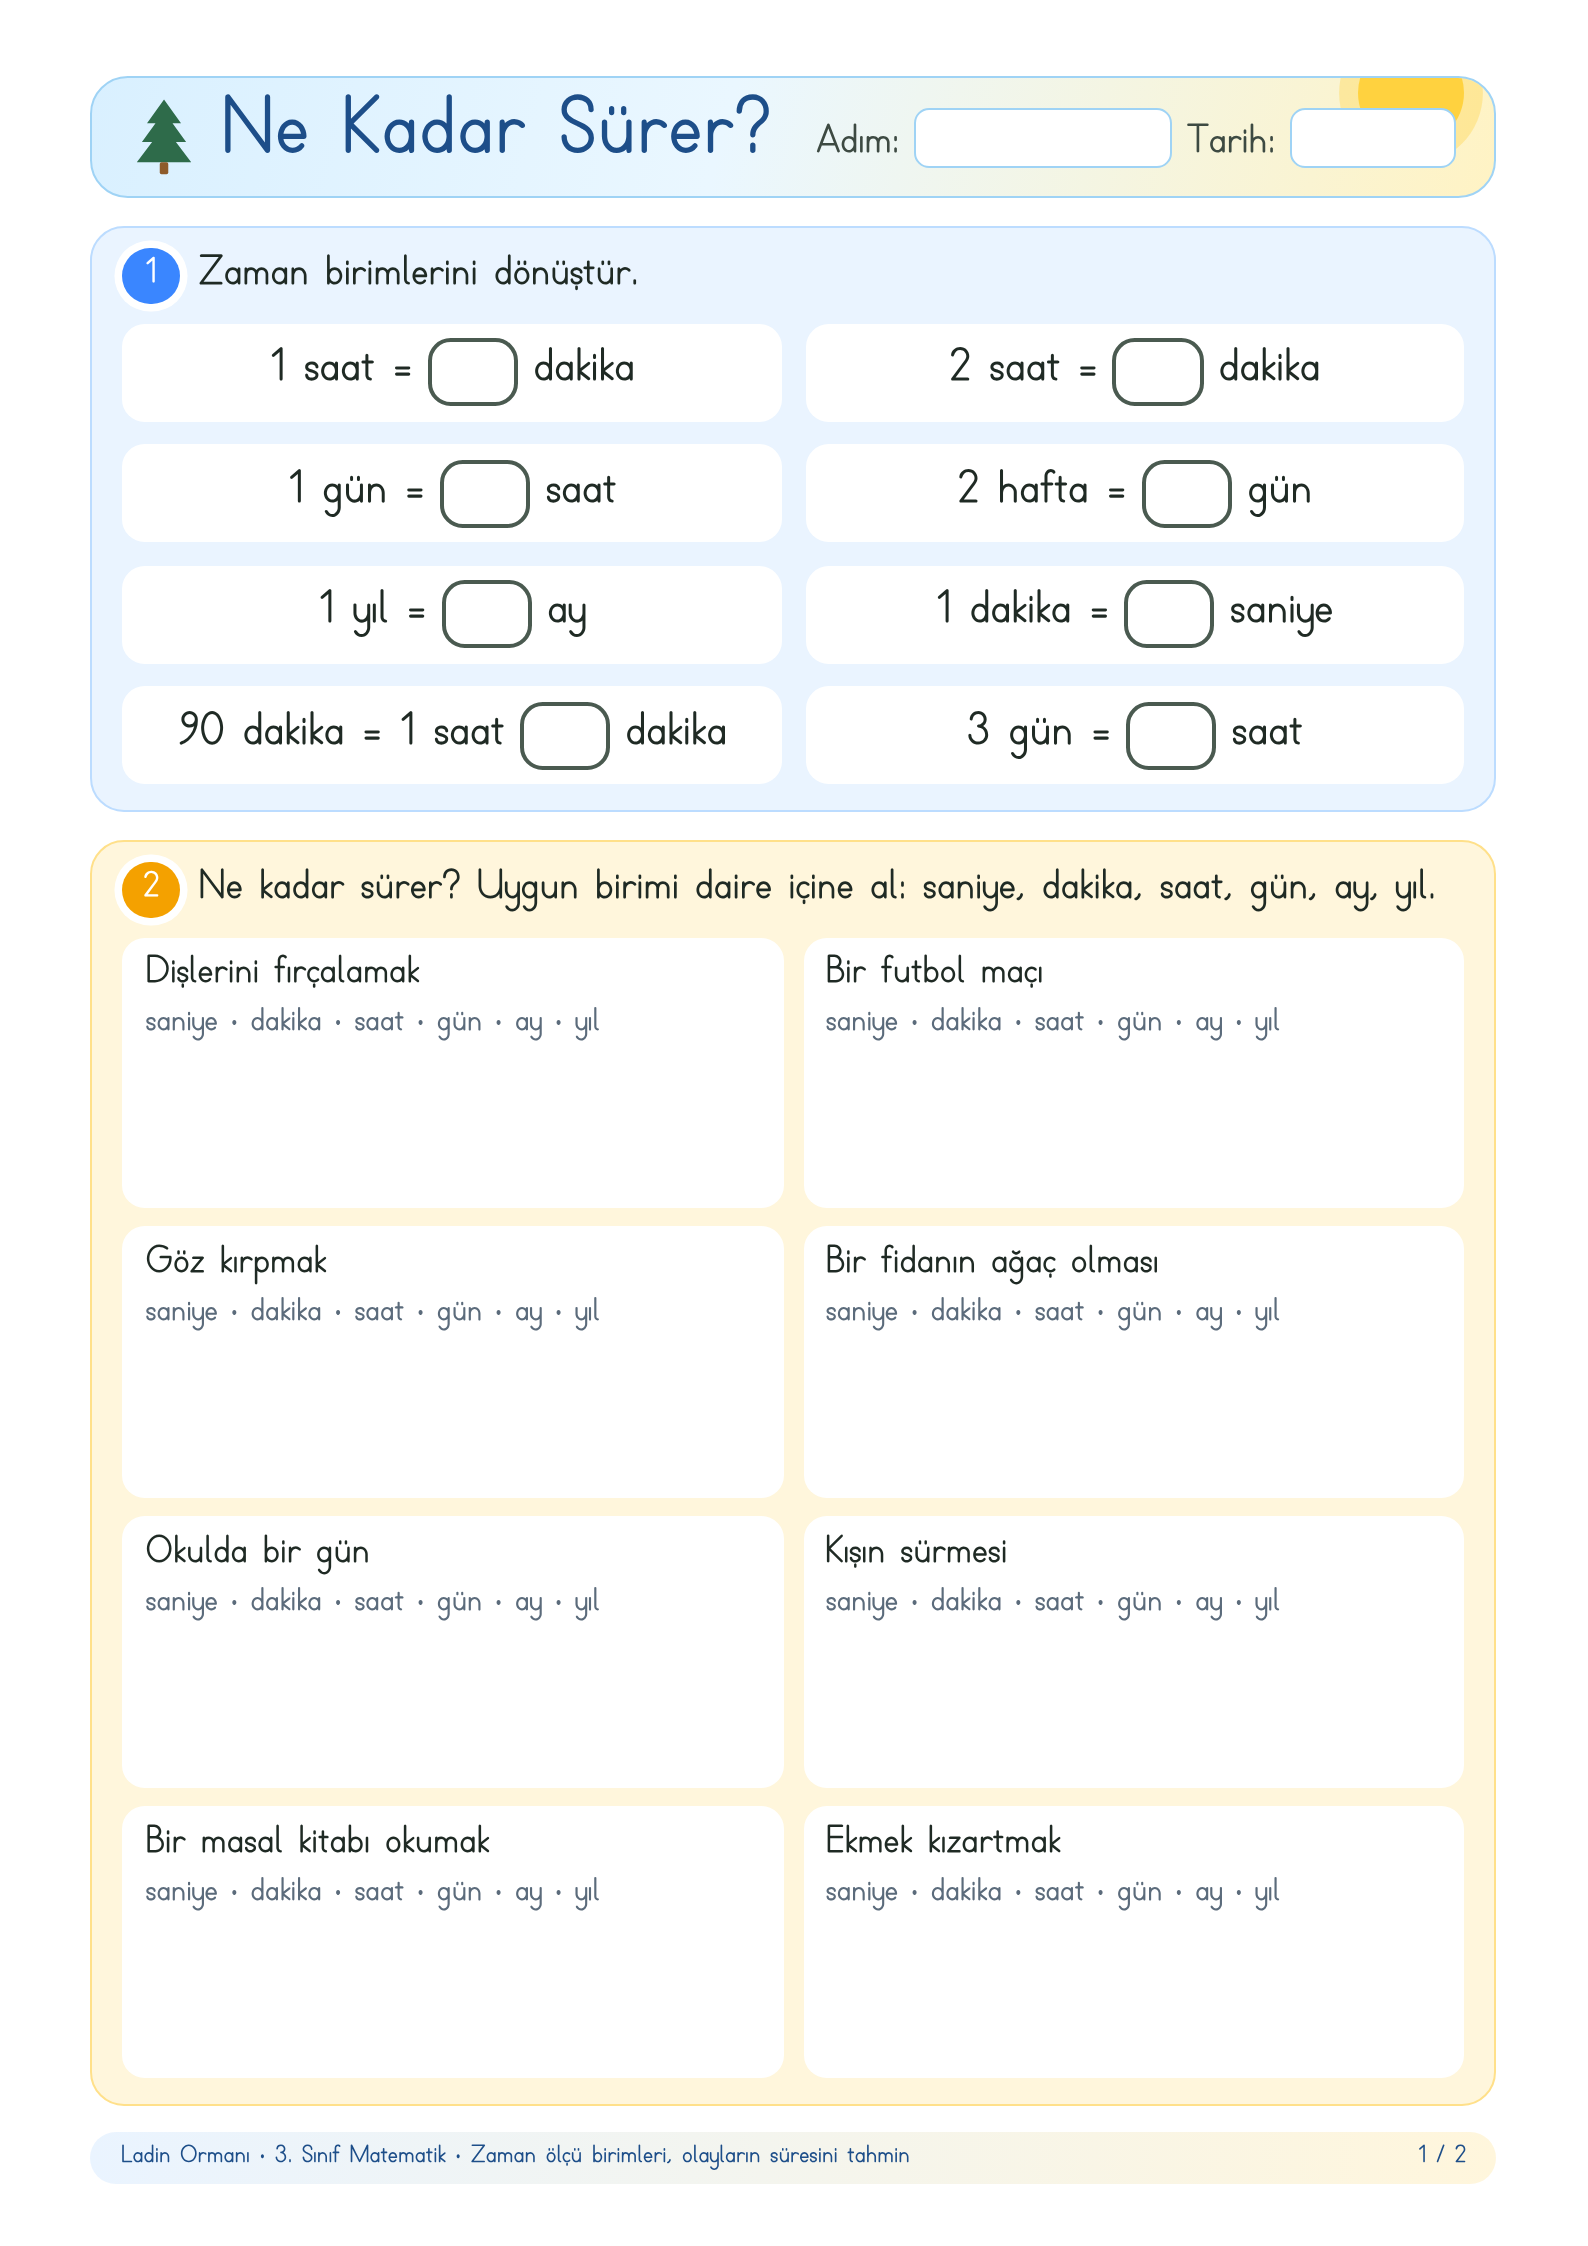 Ne Kadar Sürer? Adım: Tarih:
1 Zaman birimlerini dönüştür.
1 saat = dakika
2 saat = dakika
1 gün = saat
2 hafta = gün
1 yıl = ay
1 dakika = saniye
90 dakika = 1 saat dakika
3 gün = saat
2 Ne kadar sürer? Uygun birimi daire içine al: saniye, dakika, saat, gün, ay, yıl.
Dişlerini fırçalamak
saniye · dakika · saat · gün · ay · yıl
Bir futbol maçı
saniye · dakika · saat · gün · ay · yıl
Göz kırpmak
saniye · dakika · saat · gün · ay · yıl
Bir fidanın ağaç olması
saniye · dakika · saat · gün · ay · yıl
Okulda bir gün
saniye · dakika · saat · gün · ay · yıl
Kışın sürmesi
saniye · dakika · saat · gün · ay · yıl
Bir masal kitabı okumak
saniye · dakika · saat · gün · ay · yıl
Ekmek kızartmak
saniye · dakika · saat · gün · ay · yıl
Ladin Ormanı · 3. Sınıf Matematik · Zaman ölçü birimleri, olayların süresini tahmin 1 / 2